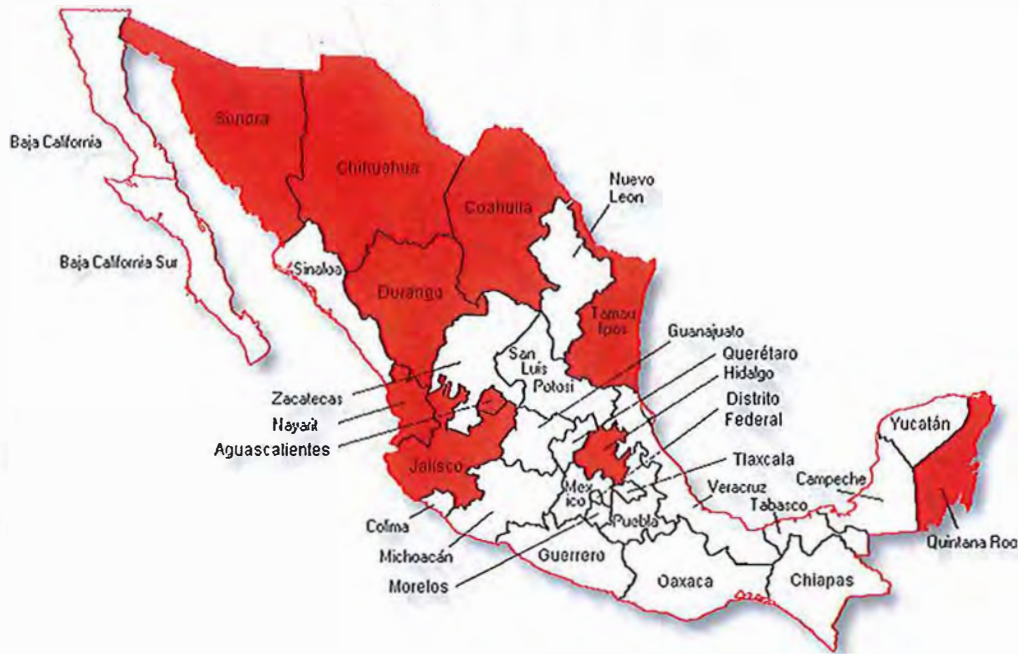 Sonora
Chihuahua
Baja California
Coahuila
Nuevo
Leon
Baja California Sur
Sinaloa
Durango
Tamau
lipas
Guanajuato
San
Luis
Potosi
Querétaro
Hidalgo
Zacatecas
Distrito
Federal
Nayarit
Yucatán
Aguascalientes
Jalisco
Tlaxcala
Campeche
Mex
ico
Veracruz
Tabasco
Colima
Puebla
Quintana Roo
Michoacán
Guerrero
Morelos
Oaxaca
Chiapas